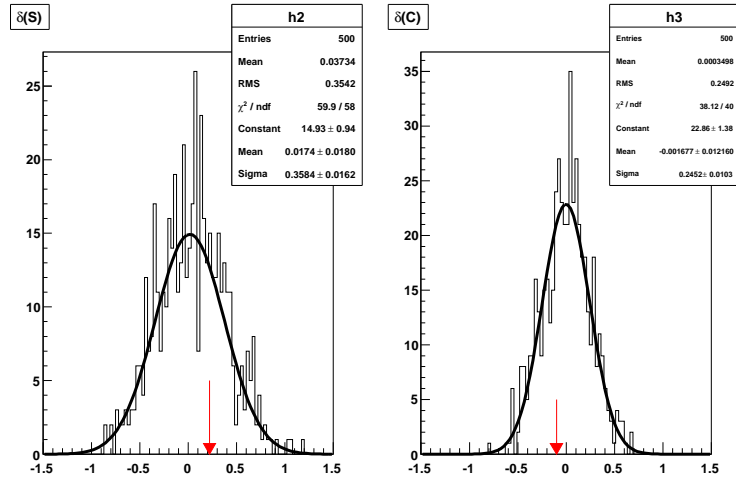 δ(S)
h2
Entries 500
Mean 0.03734
RMS 0.3542
χ² / ndf 59.9 / 58
Constant 14.93 ± 0.94
Mean 0.0174 ± 0.0180
Sigma 0.3584 ± 0.0162
25
20
15
10
5
0
-1.5 -1 -0.5 0 0.5 1 1.5
δ(C)
h3
Entries 500
Mean 0.0003498
RMS 0.2492
χ² / ndf 38.12 / 40
Constant 22.86 ± 1.38
Mean -0.001677 ± 0.012160
Sigma 0.2452± 0.0103
35
30
25
20
15
10
5
0
-1.5 -1 -0.5 0 0.5 1 1.5